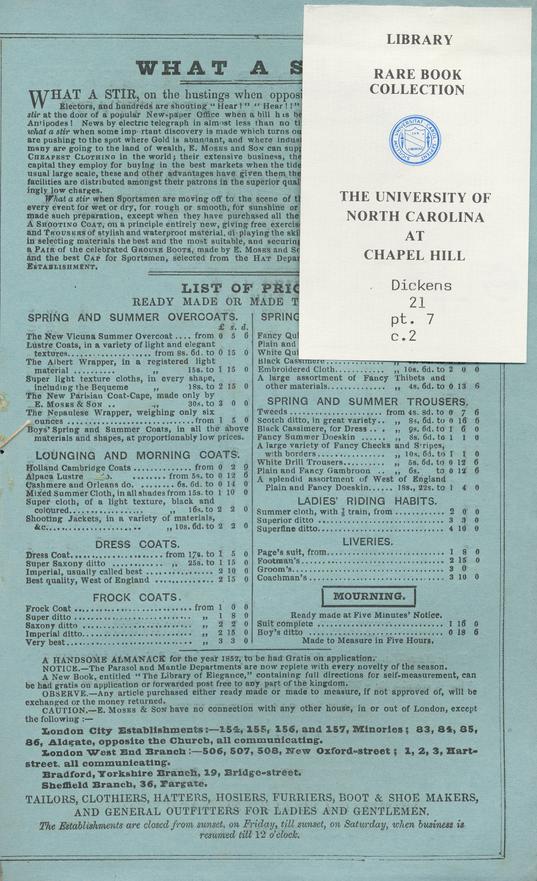 LIBRARY
RARE BOOK
COLLECTION
THE UNIVERSITY OF
NORTH CAROLINA
AT
CHAPEL HILL
Dickens
21
pt. 7
c.2
WHAT A S
WHAT A STIR, on the hustings when opposi
Electors, and hundreds are shouting "Hear!" "Hear!!"
stir at the door of a popular Newspaper Office when a bill has be
Antipodes! News by electric telegraph in almost less than no ti
what a stir when some important discovery is made which turns ou
are pushing to the spot where Gold is abundant, and where indus
many are going to the land of wealth, E. MOSES and SON can supp
CHEAPEST CLOTHING in the world; their extensive business, the
capital they employ for buying in the best markets when the tide
usual large scale, these and other advantages have given them, the
facilities are distributed amongst their patrons in the superior qual
ingly low charges.
What a stir when Sportsmen are moving off to the scene of th
every event for wet or dry, for rough or smooth, for sunshine or
made such preparation, except when they have purchased all the
A SHOOTING COAT, on a principle entirely new, giving free exercis
and TROUSERS of stylish and waterproof material, displaying the skil
in selecting materials the best and the most suitable, and securing
a PAIR of the celebrated GROUSE BOOTS, made by E. MOSES and So
and the best CAP for Sportsmen, selected from the HAT Depar
ESTABLISHMENT.
LIST OF PRIC
READY MADE OR MADE T
SPRING AND SUMMER OVERCOATS.
£ s. d.
The New Vicuna Summer Overcoat .... from 0 5 6
Lustre Coats, in a variety of light and elegant
textures.................... from 8s. 6d. to 0 15 0
The Albert Wrapper, in a registered light
material .......... „ 15s. to 1 15 0
Super light texture cloths, in every shape,
including the Bequeme „ 18s. to 2 15 0
The New Parisian Coat-Cape, made only by
E. MOSES & SON .. „ 30s. to 3 0 0
The Nepaulese Wrapper, weighing only six
ounces ........................ from 1 5 0
Boys' Spring and Summer Coats, in all the above
materials and shapes, at proportionably low prices.
LOUNGING AND MORNING COATS.
Holland Cambridge Coats ............ from 0 2 9
Alpaca Lustre .......... from 5s. to 0 12 6
Cashmere and Orleans do. .... 6s. 6d. to 0 14 0
Mixed Summer Cloth, in all shades from 15s. to 1 10 0
Super cloth, of a light texture, black and
coloured.................. „ 16s. to 2 2 0
Shooting Jackets, in a variety of materials,
&c......................... „ 10s. 6d. to 2 2 0
DRESS COATS.
Dress Coat.................. from 17s. to 1 5 0
Super Saxony ditto ........ „ 25s. to 1 15 0
Imperial, usually called best .......... „ 2 10 0
Best quality, West of England ........ „ 2 15 0
FROCK COATS.
Frock Coat ........................ from 1 0 0
Super ditto ........................ „ 1 8 0
Saxony ditto ........................ „ 2 2 0
Imperial ditto........................ „ 2 15 0
Very best.......................... „ 3 3 0
SPRING
Fancy Qui
Plain and
White Q
Black Cassimere
Embroidered Cloth.......... „ 10s. 6d. to 2 0 0
A large assortment of Fancy Thibets and
other materials.............. „ 4s. 6d. to 0 13 6
SPRING AND SUMMER TROUSERS.
Tweeds .................... from 4s. 8d. to 0 7 6
Scotch ditto, in great variety.. „ 8s. 6d. to 0 16 6
Black Cassimere, for Dress .. „ 9s. 6d. to 1 6 0
Fancy Summer Doeskin ...... „ 8s. 6d. to 1 1 0
A large variety of Fancy Checks and Stripes,
with borders................ „ 10s. 6d. to 1 1 0
White Drill Trousers......... „ 5s. 6d. to 0 12 6
Plain and Fancy Gambroon .. „ 6s. to 0 12 6
A splendid assortment of West of England
Plain and Fancy Doeskin .... 18s., 22s. to 1 4 0
LADIES' RIDING HABITS.
Summer cloth, with ½ train, from ...... 2 0 0
Superior ditto ...................... 3 3 0
Superfine ditto...................... 4 10 0
LIVERIES.
Page's suit, from..................... 1 8 0
Footman's .......................... 2 15 0
Groom's............................ 3 0 0
Coachman's ........................ 3 10 0
MOURNING.
Ready made at Five Minutes' Notice.
Suit complete ...................... 1 16 0
Boy's ditto .......................... 0 18 6
Made to Measure in Five Hours.
A HANDSOME ALMANACK for the year 1852, to be had Gratis on application.
NOTICE.—The Parasol and Mantle Departments are now replete with every novelty of the season.
A New Book, entitled "The Library of Elegance," containing full directions for self-measurement, can
be had gratis on application or forwarded post free to any part of the kingdom.
OBSERVE.—Any article purchased either ready made or made to measure, if not approved of, will be
exchanged or the money returned.
CAUTION.—E. MOSES & SON have no connection with any other house, in or out of London, except
the following :—
London City Establishments:—154, 155, 156, and 157, Minories; 83, 84, 85,
86, Aldgate, opposite the Church, all communicating.
London West End Branch:—506, 507, 508, New Oxford-street; 1, 2, 3, Hart-
street, all communicating.
Bradford, Yorkshire Branch, 19, Bridge-street.
Sheffield Branch, 36, Fargate.
TAILORS, CLOTHIERS, HATTERS, HOSIERS, FURRIERS, BOOT & SHOE MAKERS,
AND GENERAL OUTFITTERS FOR LADIES AND GENTLEMEN.
The Establishments are closed from sunset, on Friday, till sunset, on Saturday, when business is
resumed till 12 o'clock.